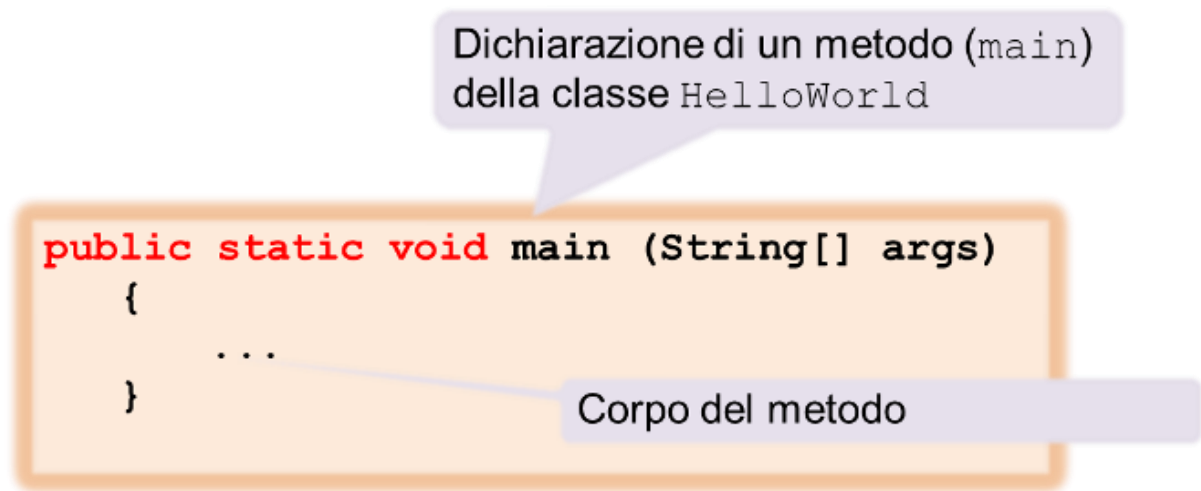 Dichiarazione di un metodo (main)
della classe HelloWorld
public static void main (String[] args)
{
...
}
Corpo del metodo